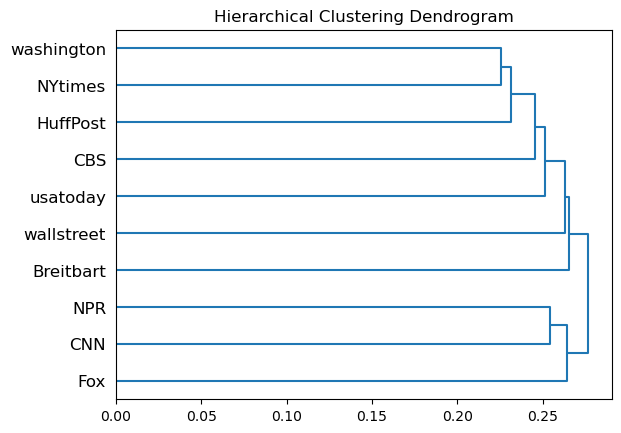 Hierarchical Clustering Dendrogram
washington
NYtimes
HuffPost
CBS
usatoday
wallstreet
Breitbart
NPR
CNN
Fox
0.00 0.05 0.10 0.15 0.20 0.25